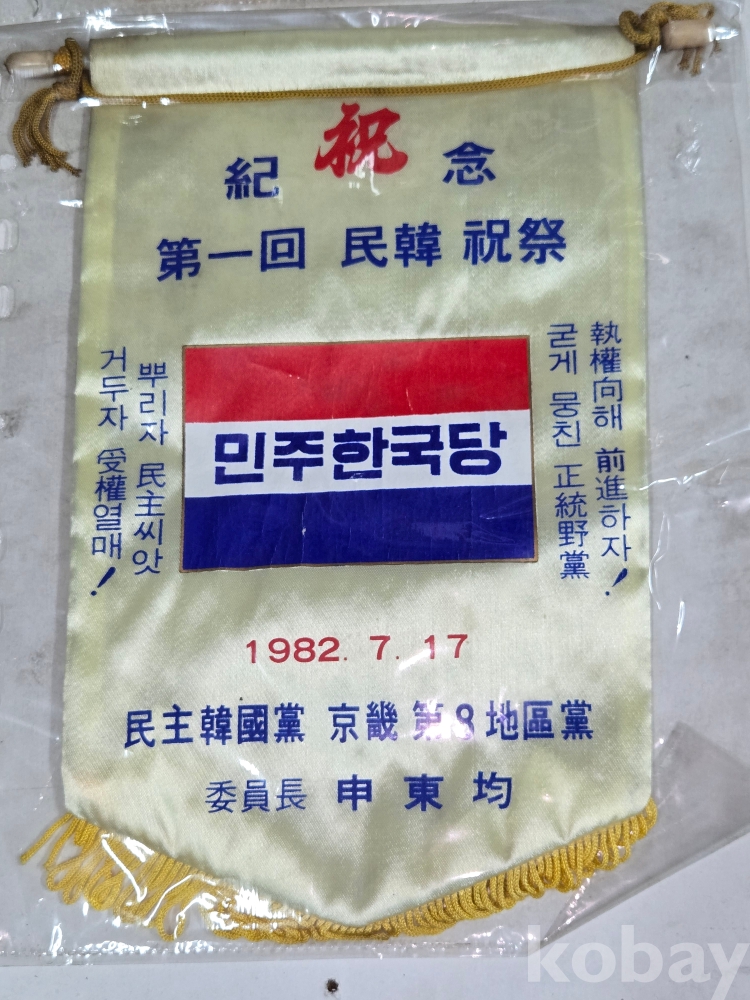 祝
紀 念
第一回 民韓 祝祭
執權向해 前進하자!
굳게 뭉친 正統野黨
뿌리자 民主씨앗
거두자 受權열매!
민주한국당
1982. 7. 17
民主韓國黨 京畿 第8地區黨
委員長 申東均
kobay